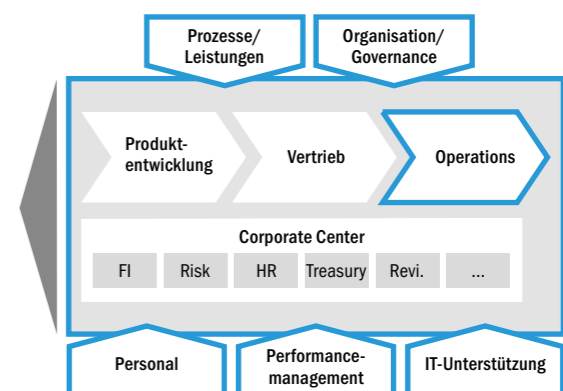 Prozesse/
Leistungen
Organisation/
Governance
Produkt-
entwicklung
Vertrieb
Operations
Corporate Center
FI
Risk
HR
Treasury
Revi.
...
Personal
Performance-
management
IT-Unterstützung